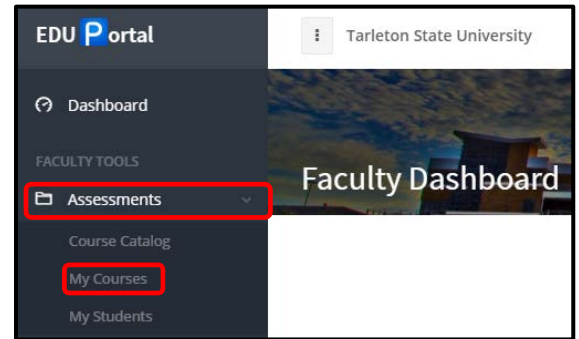 EDU Portal
Tarleton State University
Dashboard
FACULTY TOOLS
Assessments
Course Catalog
My Courses
My Students
Faculty Dashboard